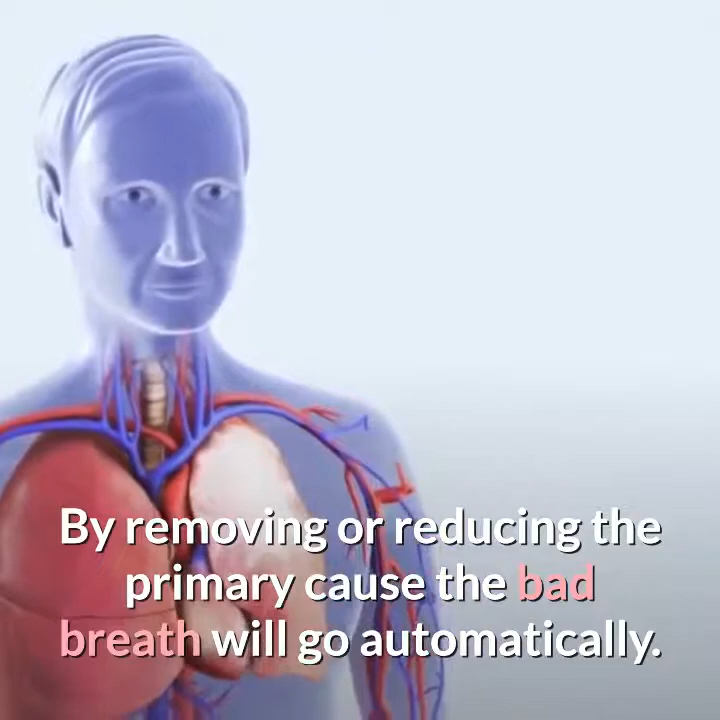 By removing or reducing the
primary cause the bad
breath will go automatically.